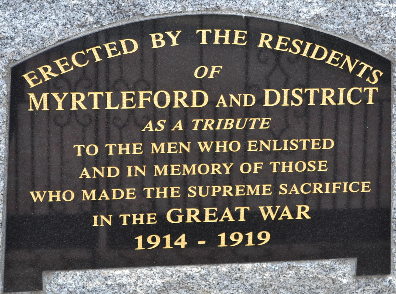 ERECTED BY THE RESIDENTS
OF
MYRTLEFORD AND DISTRICT
AS A TRIBUTE
TO THE MEN WHO ENLISTED
AND IN MEMORY OF THOSE
WHO MADE THE SUPREME SACRIFICE
IN THE GREAT WAR
1914 - 1919